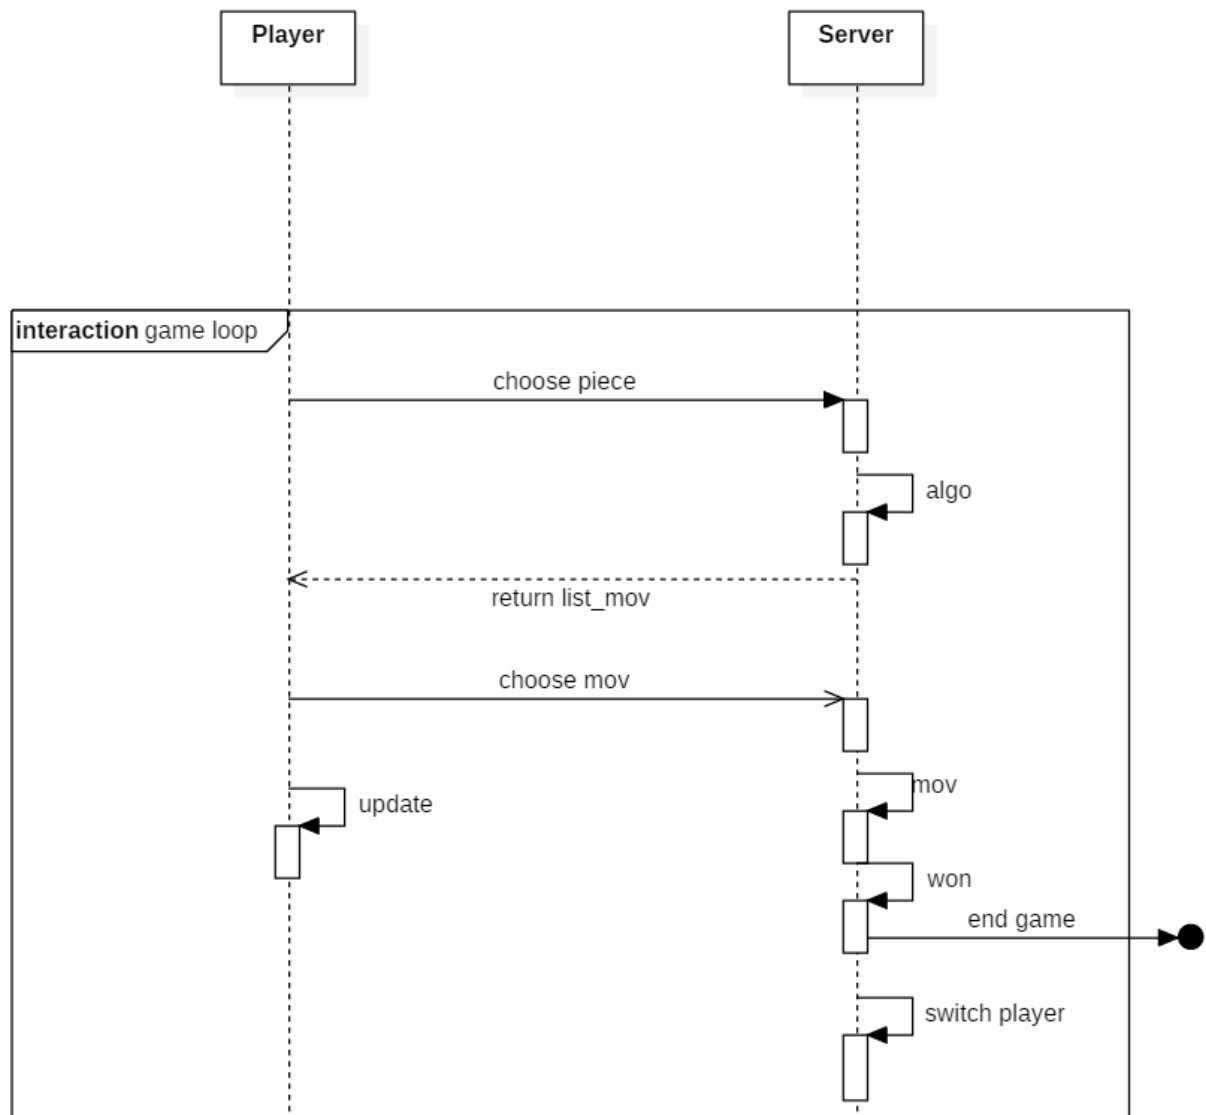 Player
Server
interaction game loop
choose piece
algo
return list_mov
choose mov
mov
update
won
end game
switch player